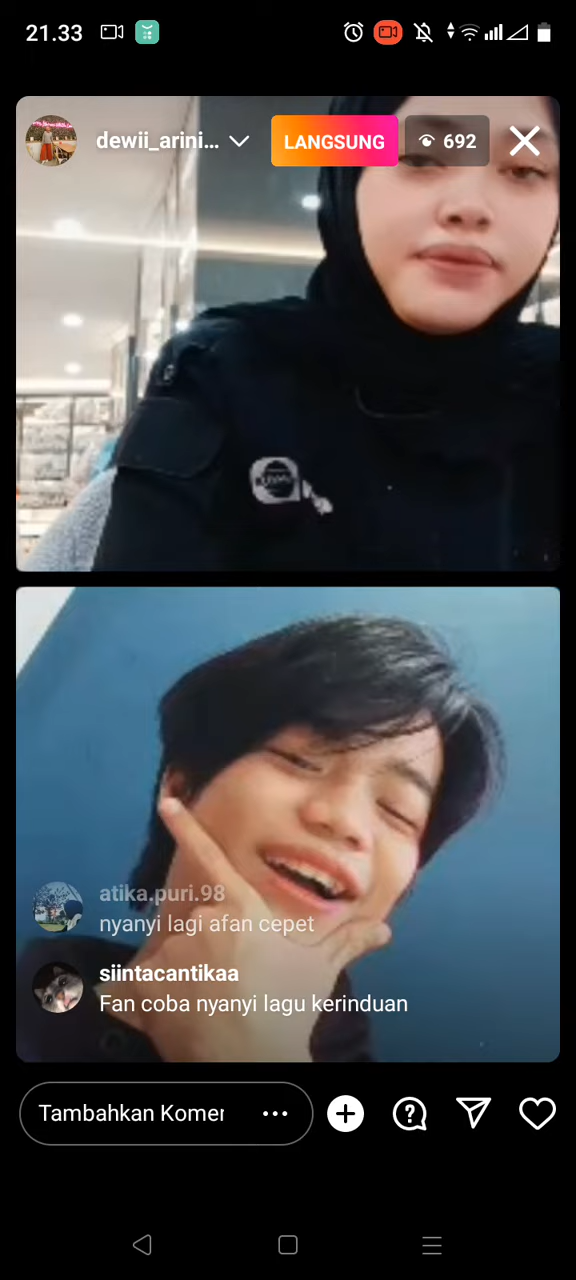 21.33
dewii_arini...
LANGSUNG
692
atika.puri.98
nyanyi lagi afan cepet
siintacantikaa
Fan coba nyanyi lagu kerinduan
Tambahkan Komer